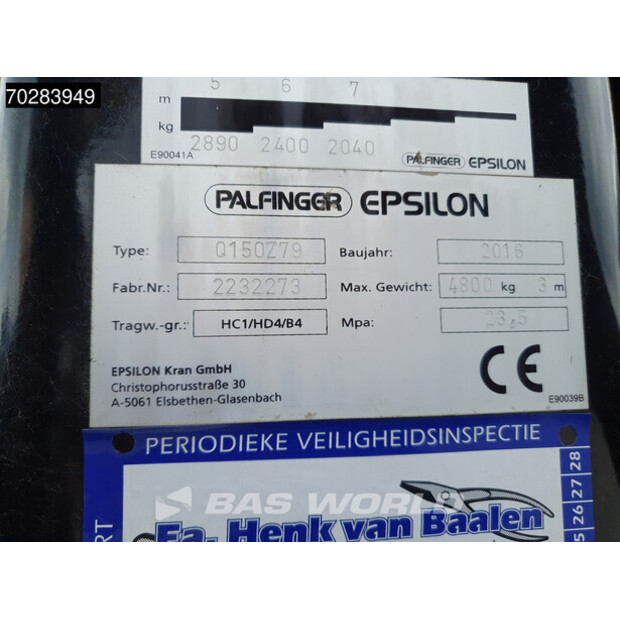 70283949
5 6 7
m
kg
2890 2400 2040
E90041A
PALFINGER EPSILON
PALFINGER EPSILON
Type: Q150Z79 Baujahr: 2016
Fabr.Nr.: 2232273 Max. Gewicht: 4800 kg 3 m
Tragw.-gr.: HC1/HD4/B4 Mpa: 23,5
EPSILON Kran GmbH
Christophorusstraße 30
A-5061 Elsbethen-Glasenbach
CE
E90039B
PERIODIEKE VEILIGHEIDSINSPECTIE
BAS WORLD
Fa. Henk van Baalen
26 27 28